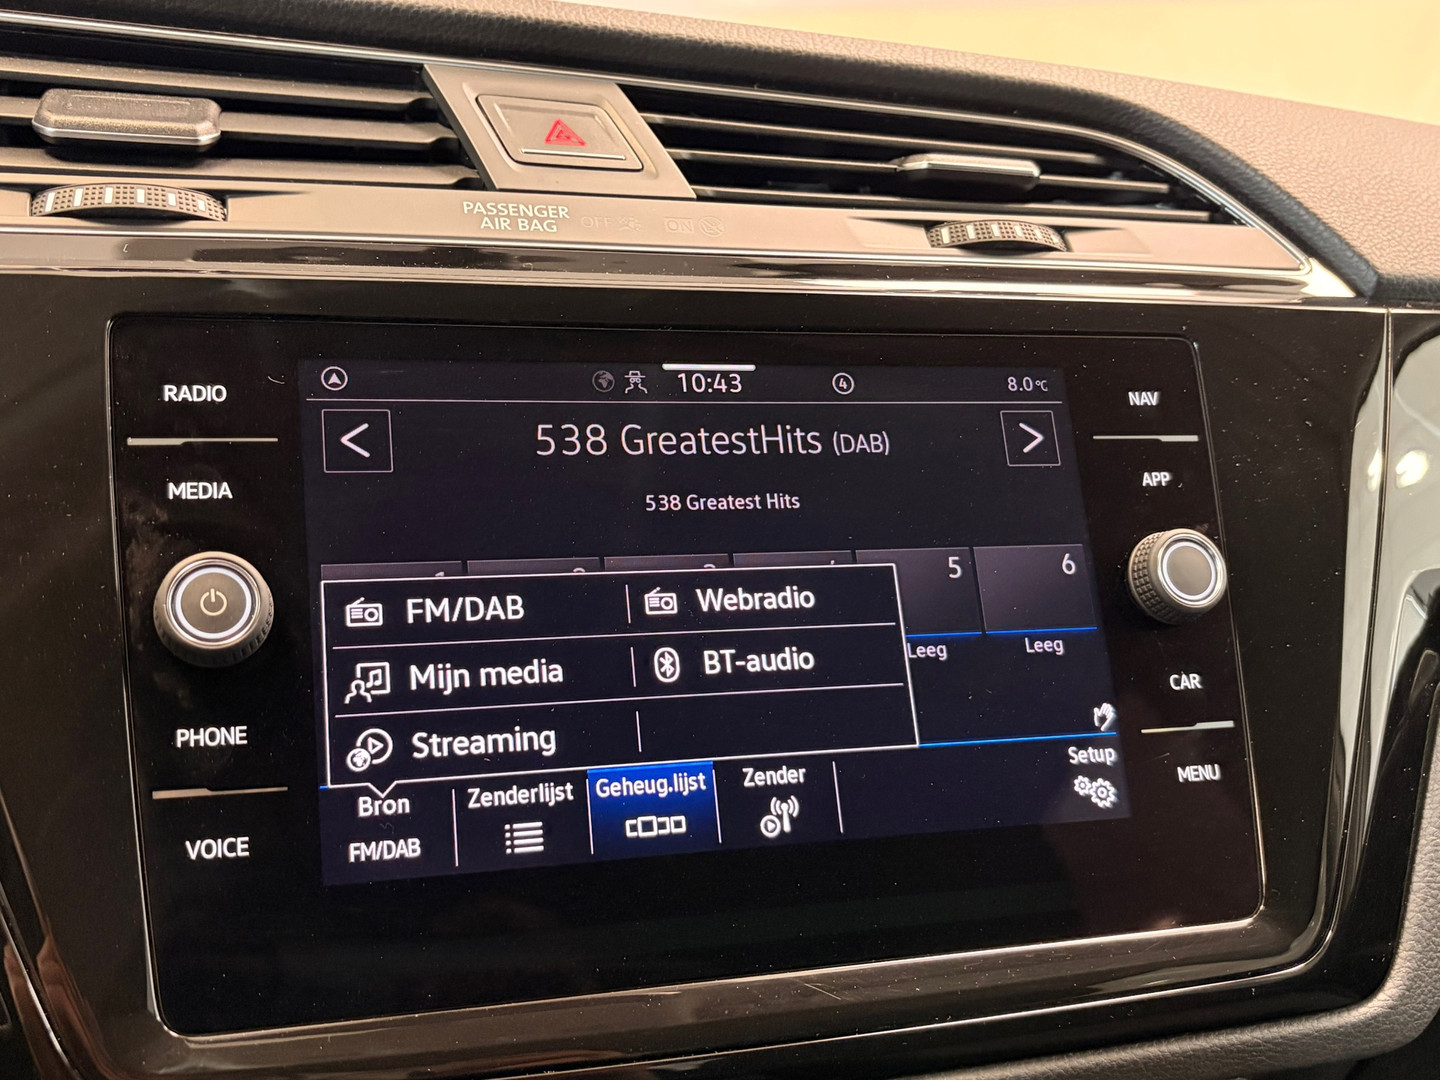 PASSENGER
AIR BAG
OFF
ON
RADIO
MEDIA
PHONE
VOICE
NAV
APP
CAR
MENU
10:43
4
8.0°C
<
538 GreatestHits (DAB)
>
538 Greatest Hits
5
6
Leeg
Leeg
FM/DAB
Webradio
Mijn media
BT-audio
Streaming
Bron
FM/DAB
Zenderlijst
Geheug.lijst
Zender
Setup